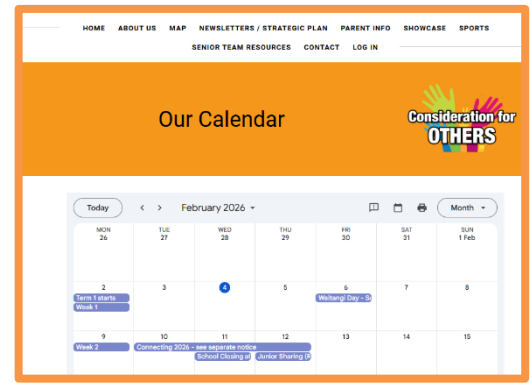 HOME ABOUT US MAP NEWSLETTERS / STRATEGIC PLAN PARENT INFO SHOWCASE SPORTS
SENIOR TEAM RESOURCES CONTACT LOG IN
Our Calendar
Consideration for
OTHERS
Today February 2026 Month
MON TUE WED THU FRI SAT SUN
26 27 28 29 30 31 1 Feb
2 3 4 5 6 7 8
Term 1 starts Waitangi Day - S
Week 1
9 10 11 12 13 14 15
Week 2 Connecting 2026 - see separate notice
School Closing at Junior Sharing (R